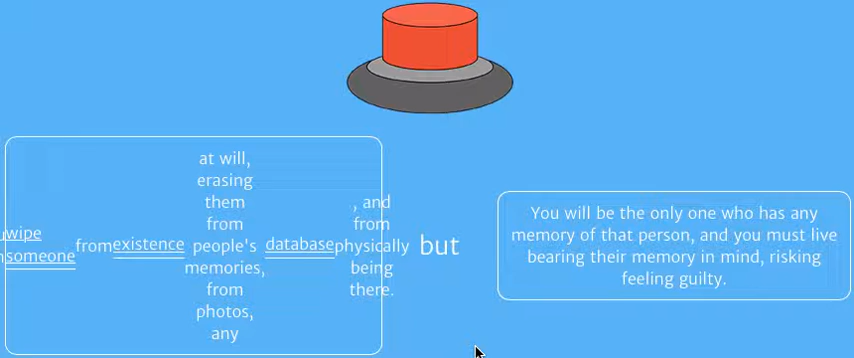 wipe
someone
from
existence
at will,
erasing
them
from
people's
memories,
from
photos,
any
database
, and
from
physically
being
there.
but
You will be the only one who has any
memory of that person, and you must live
bearing their memory in mind, risking
feeling guilty.